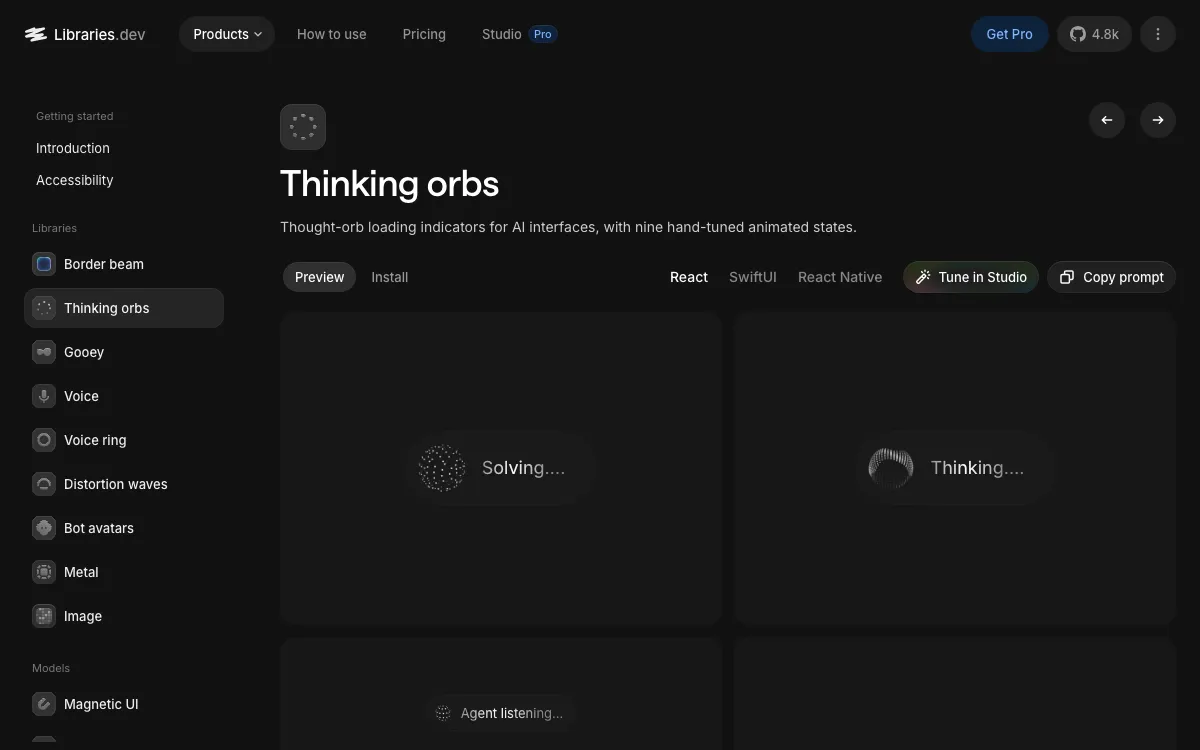 Libraries.dev
Products
How to use
Pricing
Studio Pro
Get Pro
4.8k
Getting started
Introduction
Accessibility
Libraries
Border beam
Thinking orbs
Gooey
Voice
Voice ring
Distortion waves
Bot avatars
Metal
Image
Models
Magnetic UI
Thinking orbs
Thought-orb loading indicators for AI interfaces, with nine hand-tuned animated states.
Preview
Install
React
SwiftUI
React Native
Tune in Studio
Copy prompt
Solving....
Thinking....
Agent listening...